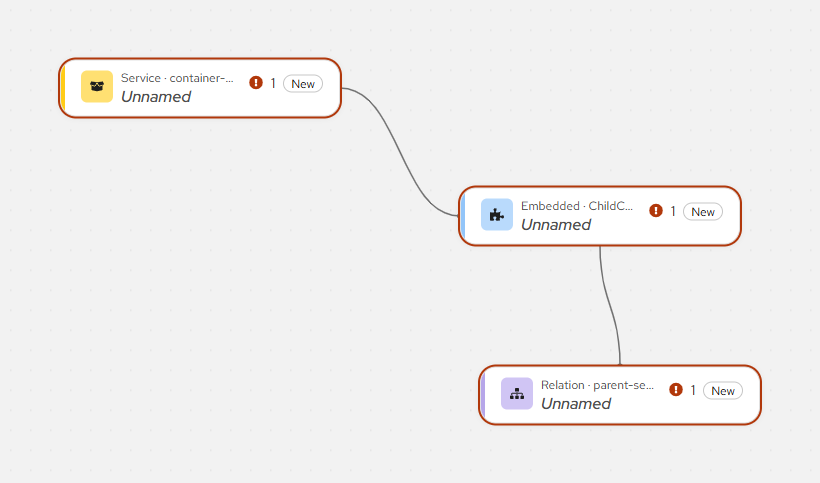 Service · container-...
Unnamed
1 New
Embedded · ChildC...
Unnamed
1 New
Relation · parent-se...
Unnamed
1 New